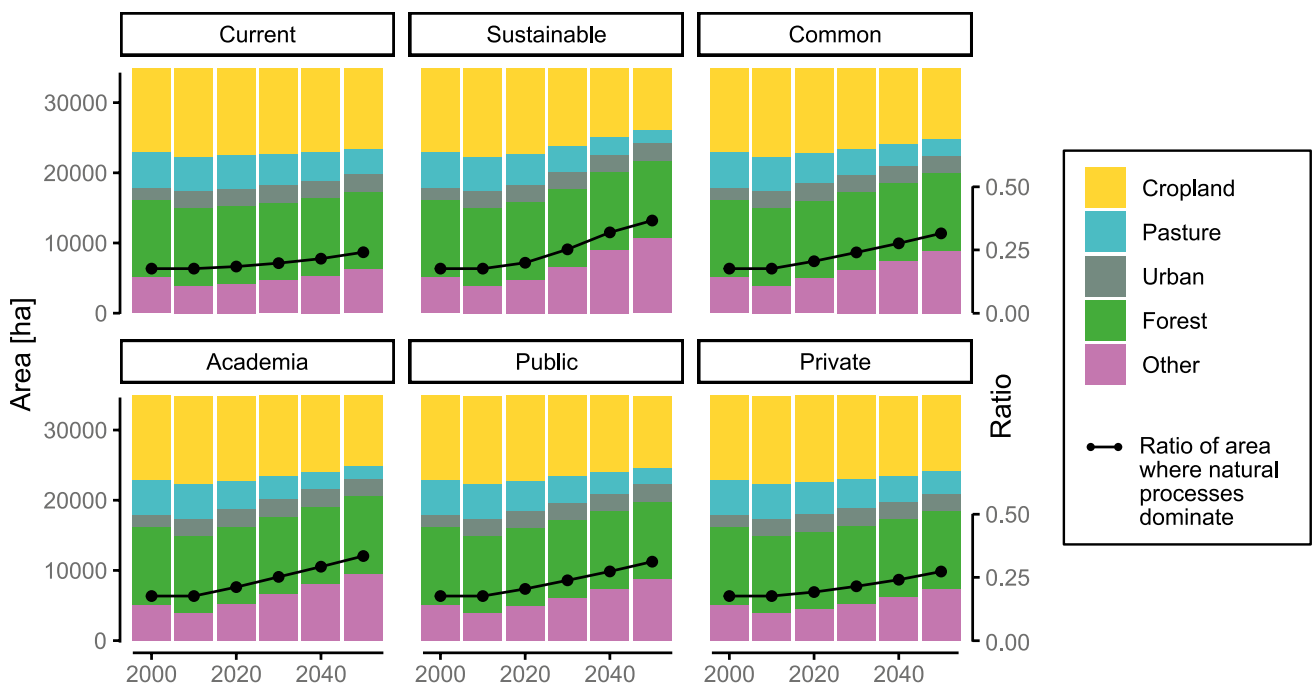 Current
Sustainable
Common
Area [ha]
30000
20000
10000
0
0.50
0.25
0.00
Academia
Public
Private
30000
20000
10000
0
Ratio
0.50
0.25
0.00
2000 2020 2040
2000 2020 2040
2000 2020 2040
Cropland
Pasture
Urban
Forest
Other
Ratio of area
where natural
processes
dominate